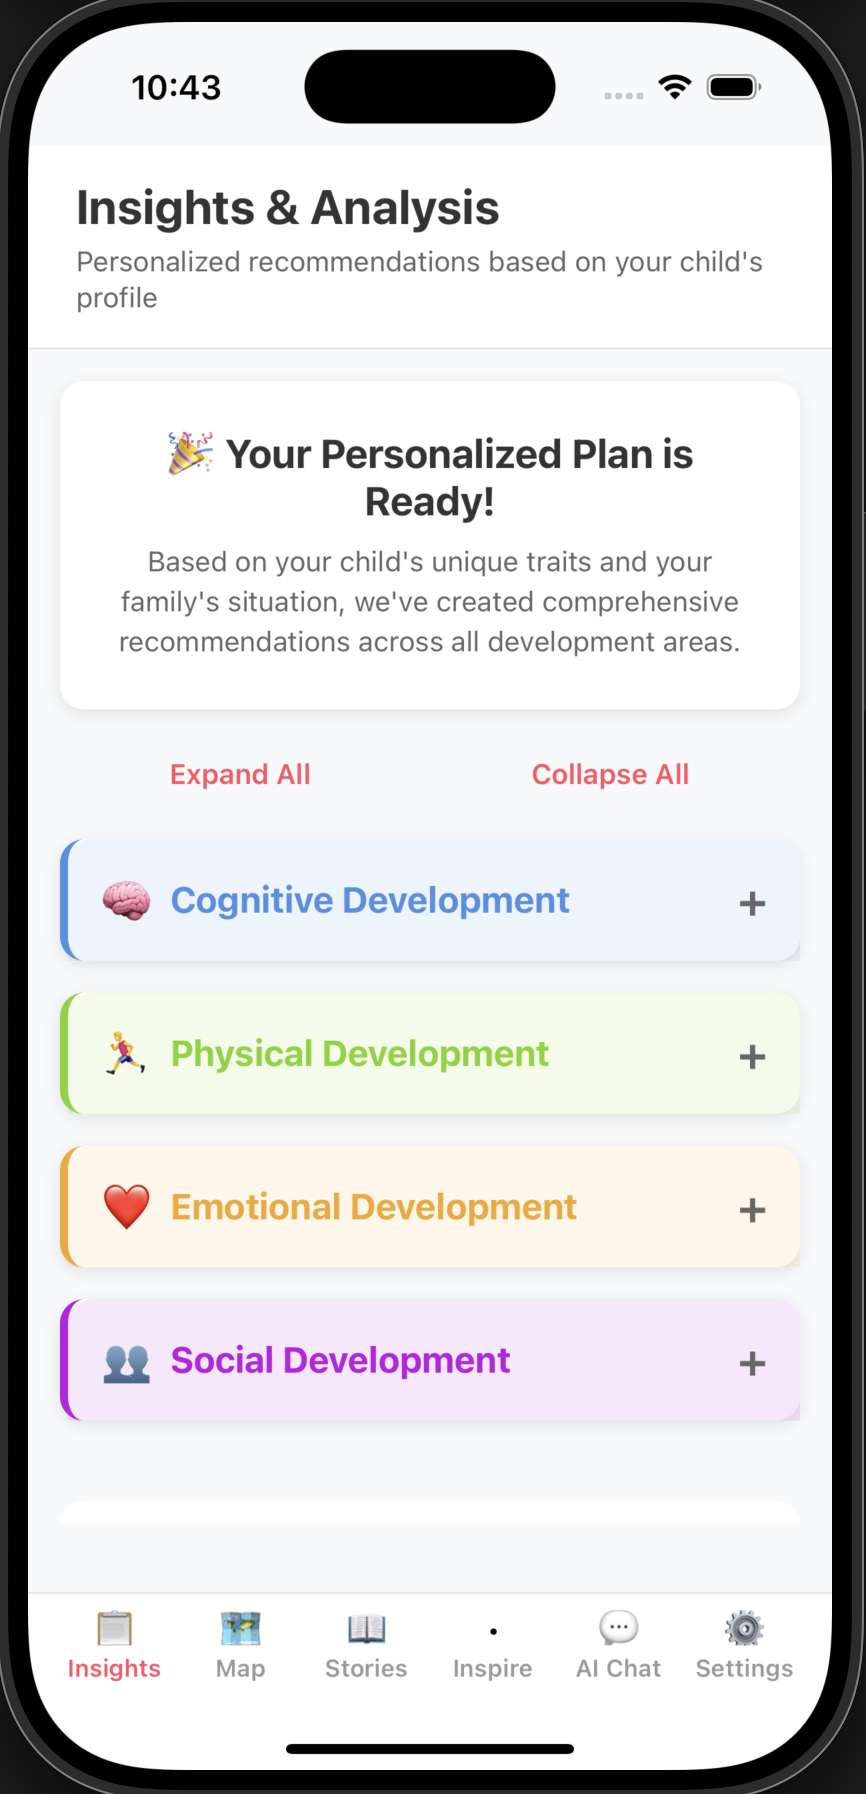 10:43
Insights & Analysis
Personalized recommendations based on your child's
profile
🎉 Your Personalized Plan is
Ready!
Based on your child's unique traits and your
family's situation, we've created comprehensive
recommendations across all development areas.
Expand All
Collapse All
🧠 Cognitive Development +
🏃 Physical Development +
❤️ Emotional Development +
👥 Social Development +
Insights
Map
Stories
Inspire
AI Chat
Settings